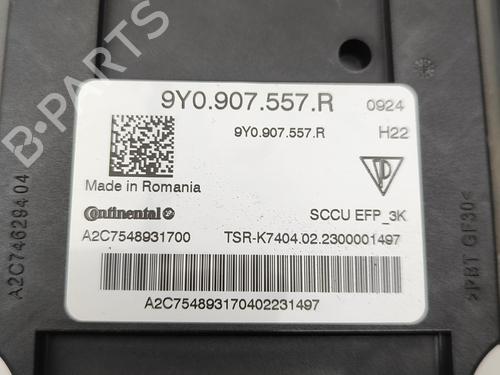 B-PARTS
9Y0.907.557.R 0924
9Y0.907.557.R H22
Made in Romania
Continental SCCU EFP_3K
A2C7548931700 TSR-K7404.02.2300001497
A2C754893170402231497
A2C74629404
>PBT GF30<